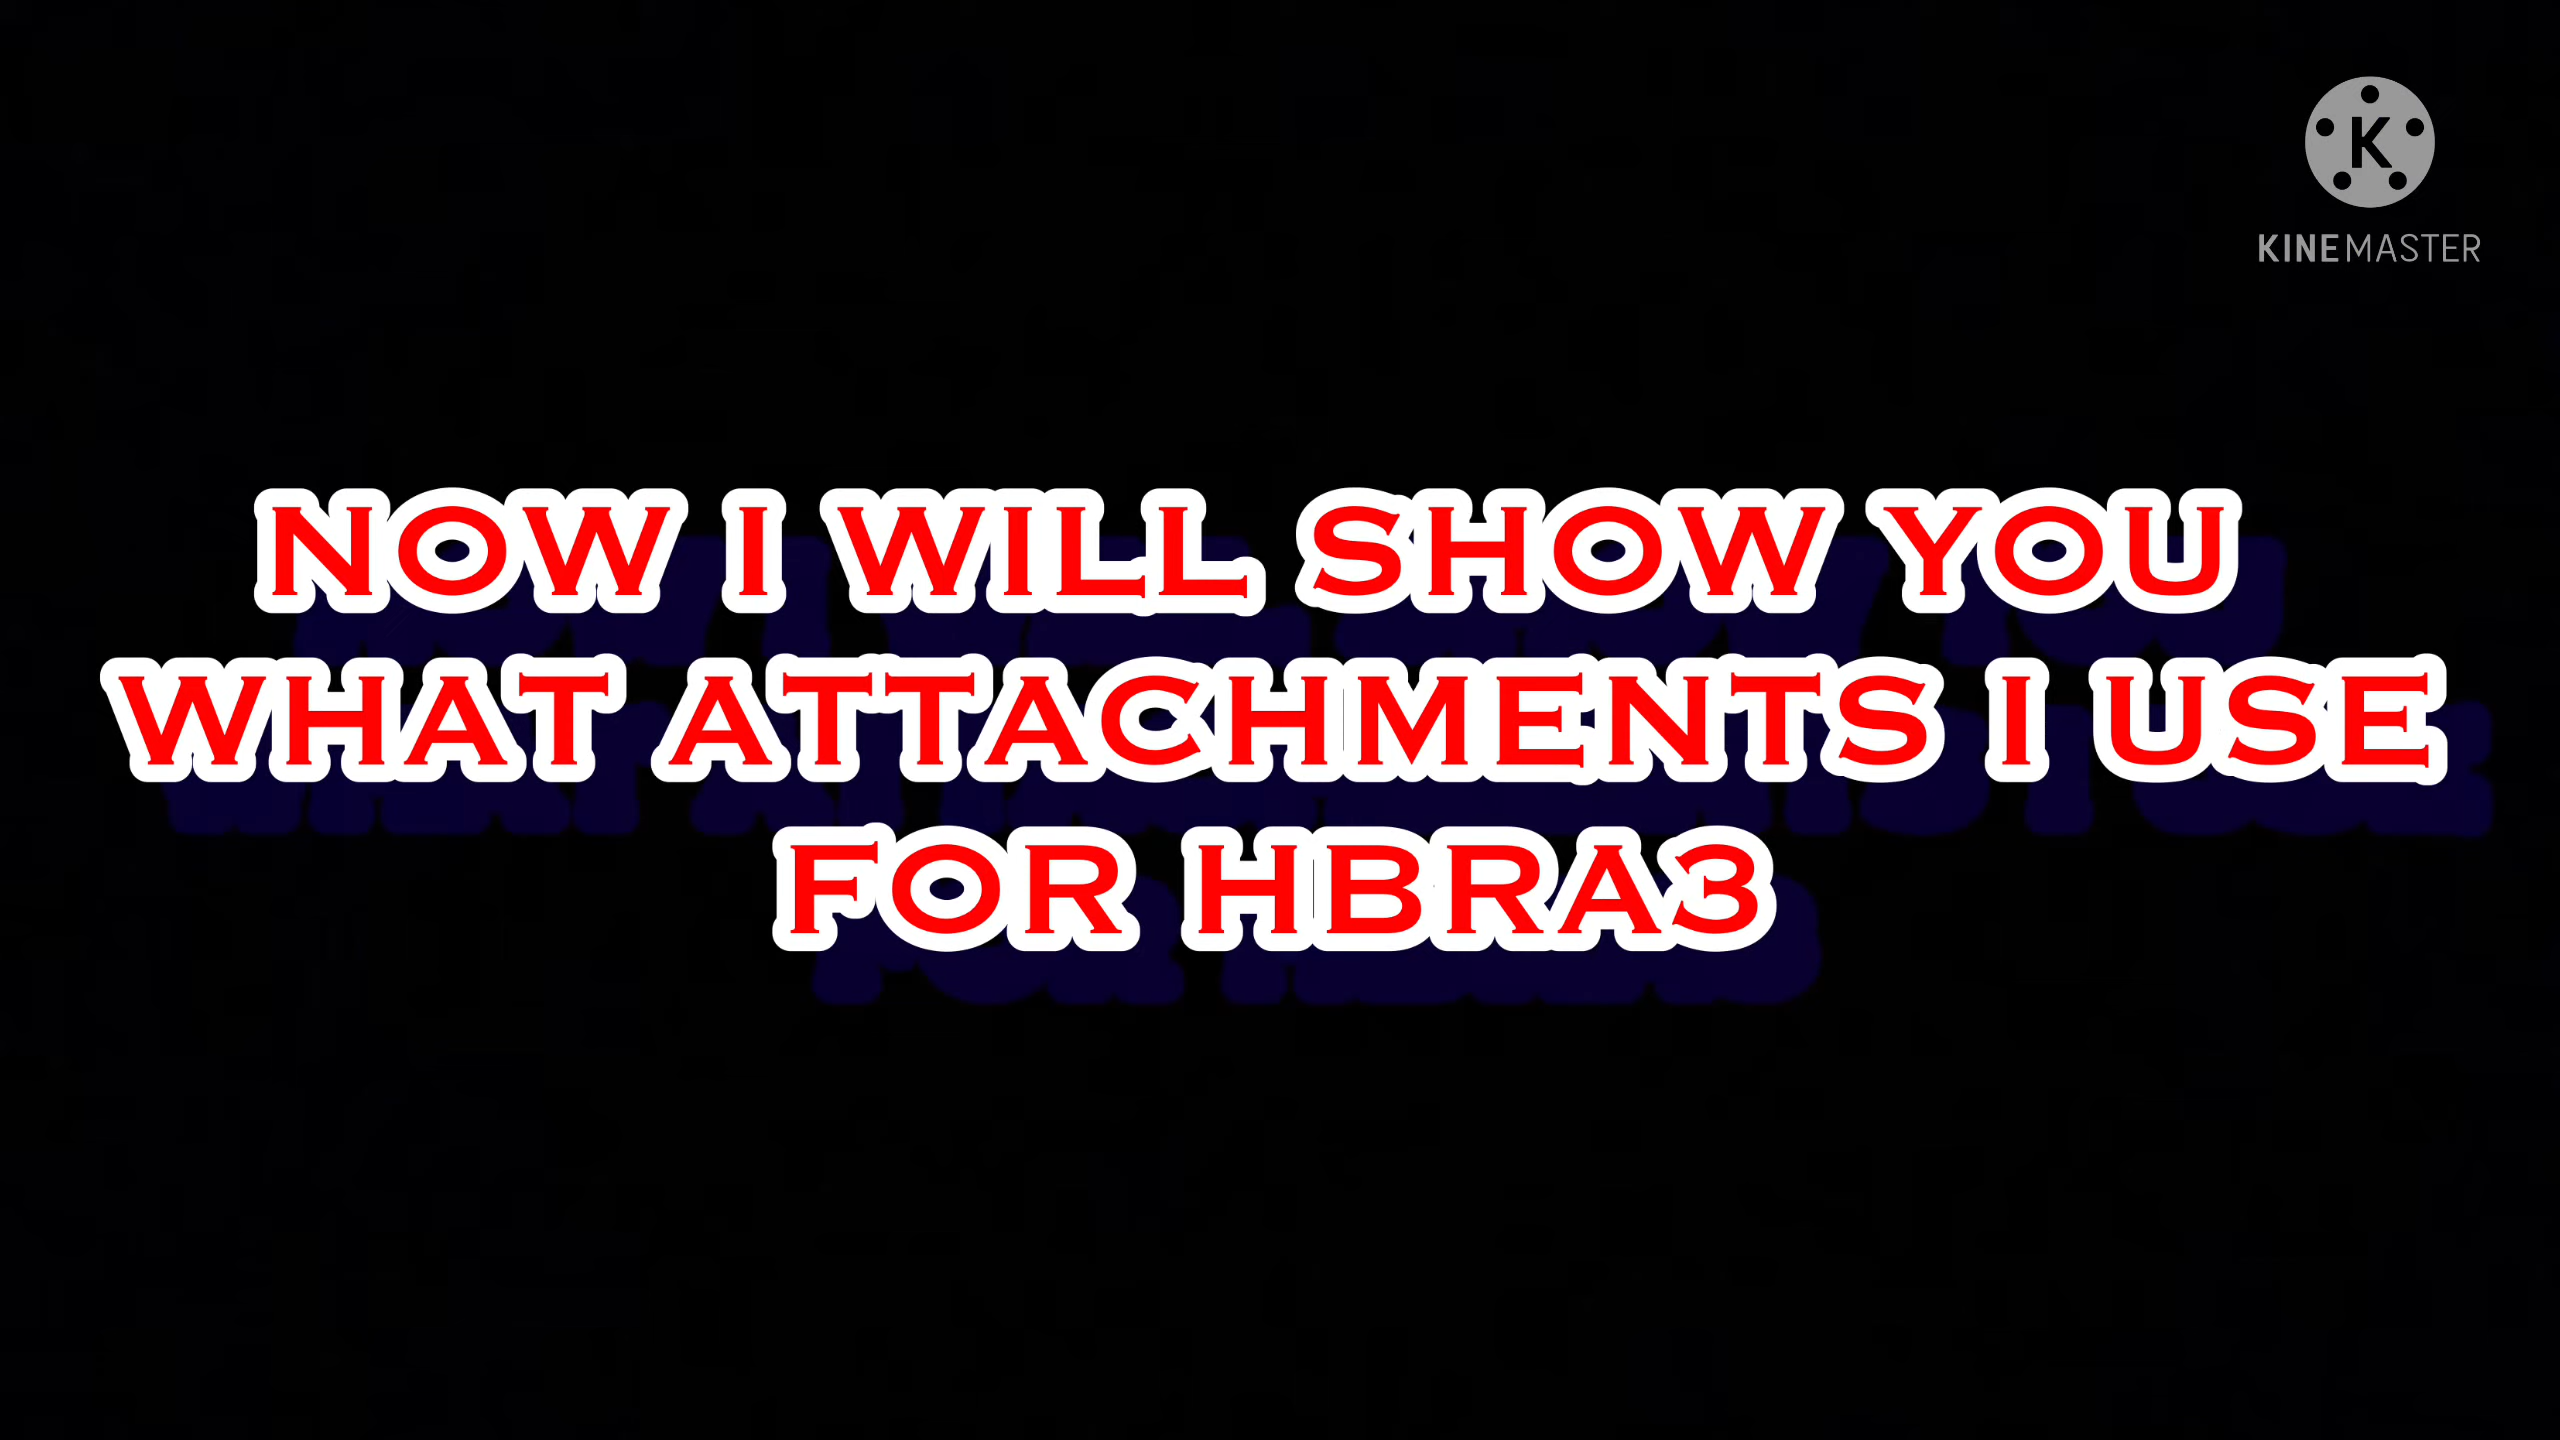 K
KINEMASTER
NOW I WILL SHOW YOU
WHAT ATTACHMENTS I USE
FOR HBRA3